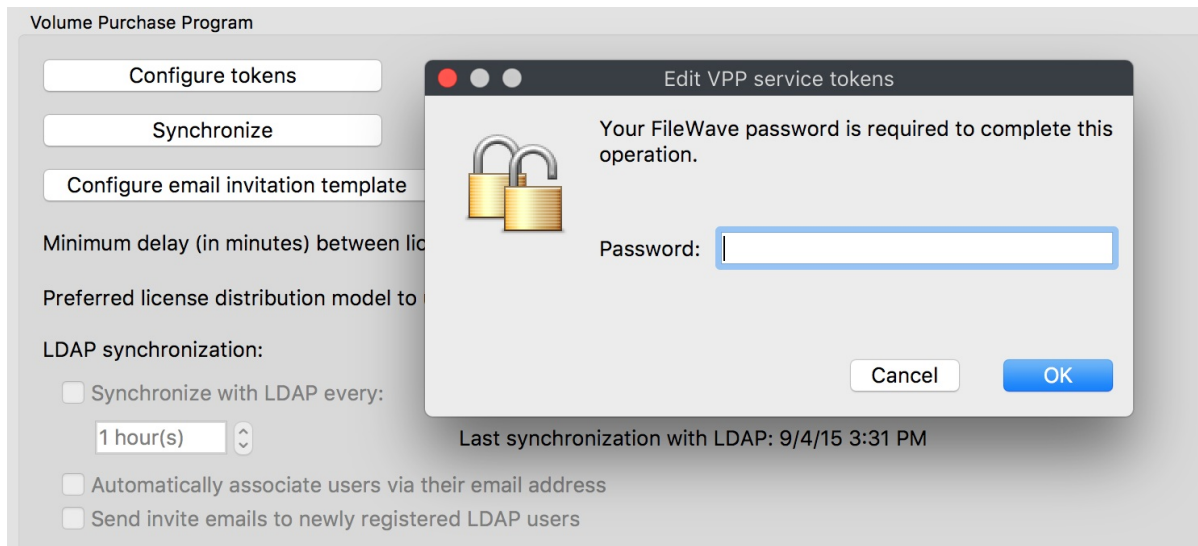 Volume Purchase Program
Configure tokens
Edit VPP service tokens
Synchronize
Your FileWave password is required to complete this
operation.
Configure email invitation template
Minimum delay (in minutes) between
Password:
Preferred license distribution model to
LDAP synchronization:
Cancel
OK
Synchronize with LDAP every:
1 hour(s)
Last synchronization with LDAP: 9/4/15 3:31 PM
Automatically associate users via their email address
Send invite emails to newly registered LDAP users